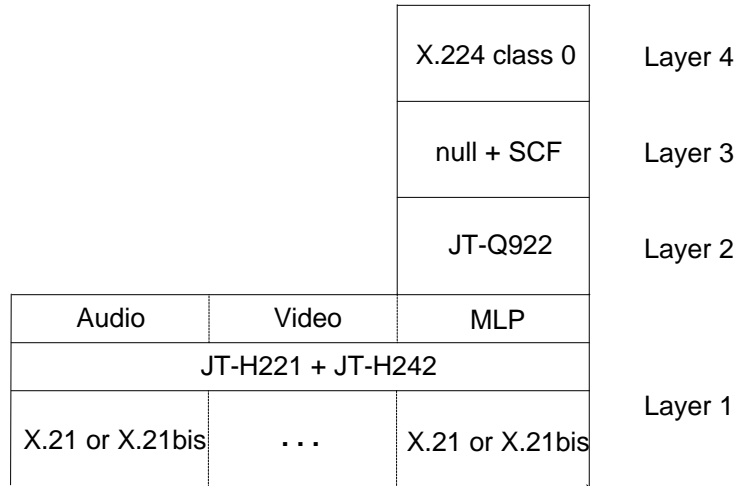 X.224 class 0 Layer 4
null + SCF Layer 3
JT-Q922 Layer 2
Audio Video MLP
JT-H221 + JT-H242
Layer 1
X.21 or X.21bis ... X.21 or X.21bis